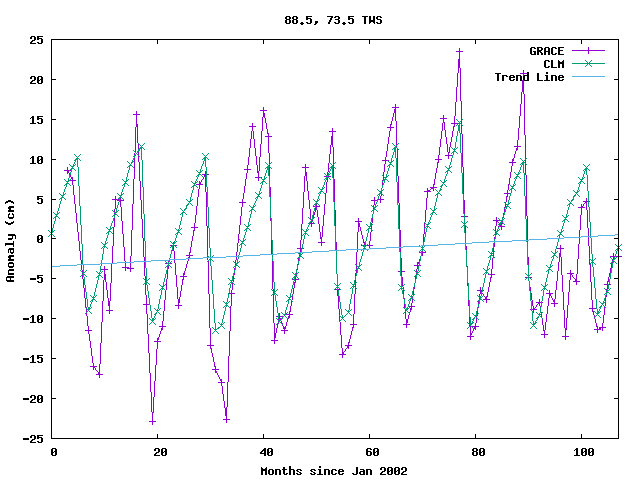 88.5, 73.5 TWS
GRACE
CLM
Trend Line
25
20
15
10
5
0
-5
-10
-15
-20
-25
Anomaly (cm)
0 20 40 60 80 100
Months since Jan 2002